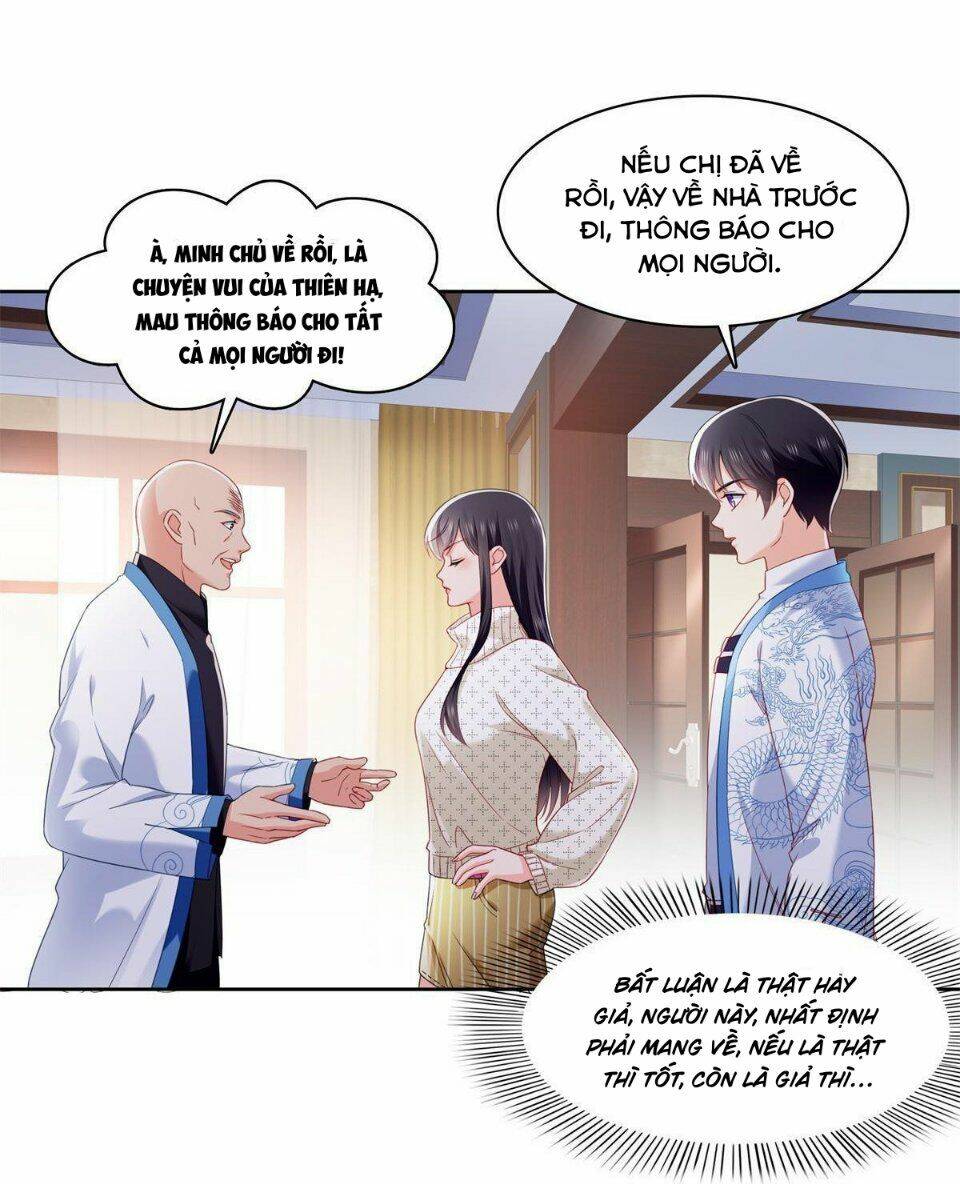 NẾU CHỊ ĐÃ VỀ
RỒI, VẬY VỀ NHÀ TRƯỚC
ĐI, THÔNG BÁO CHO
MỌI NGƯỜI.
À, MINH CHỦ VỀ RỒI, LÀ
CHUYỆN VUI CỦA THIÊN HẠ,
MAU THÔNG BÁO CHO TẤT
CẢ MỌI NGƯỜI ĐI!
BẤT LUẬN LÀ THẬT HAY
GIẢ, NGƯỜI NÀY, NHẤT ĐỊNH
PHẢI MANG VỀ, NẾU LÀ THẬT
THÌ TỐT, CÒN LÀ GIẢ THÌ...